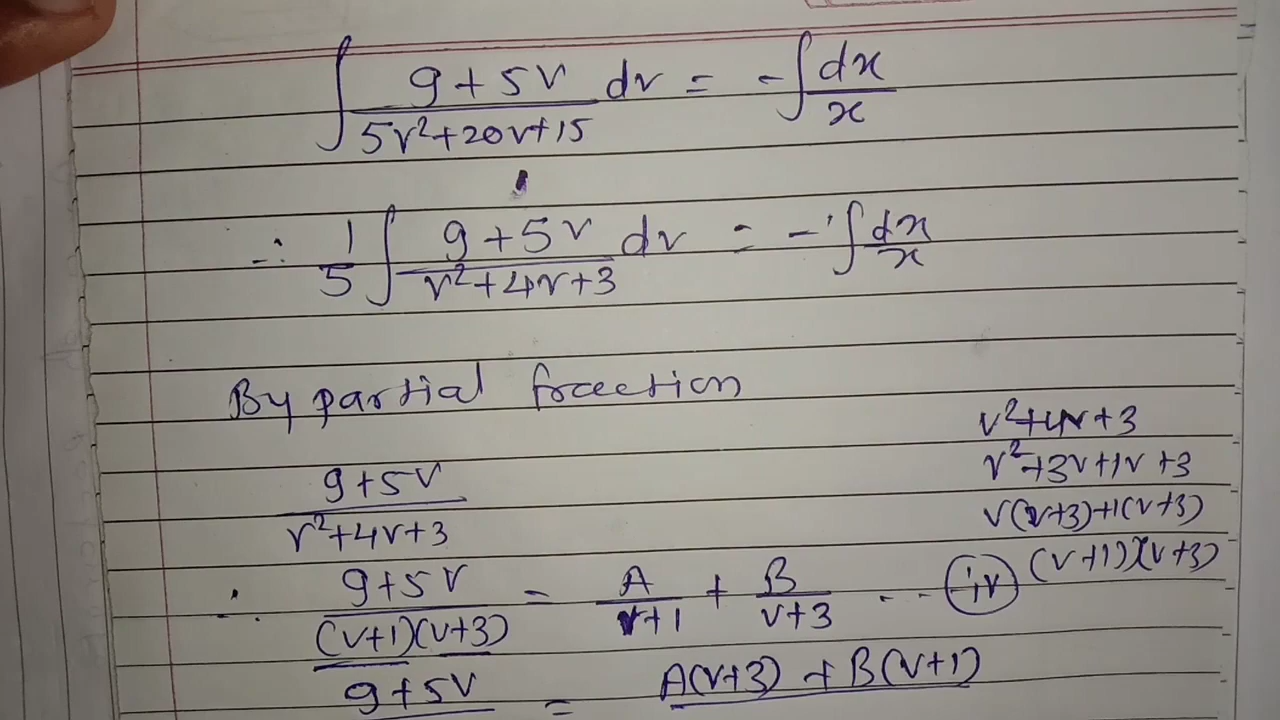 ∫ (9+5v)/(5v²+20v+15) dv = -∫ dx/x
∴ 1/5 ∫ (9+5v)/(v²+4v+3) dv = -∫ dx/x
By partial fraction
v²+4v+3
v²+3v+1v+3
(9+5v)/(v²+4v+3)
v(v+3)+1(v+3)
(v+1)(v+3)
∴ (9+5v)/((v+1)(v+3)) = A/(v+1) + B/(v+3) ... (iv)
9+5v = A(v+3) + B(v+1)